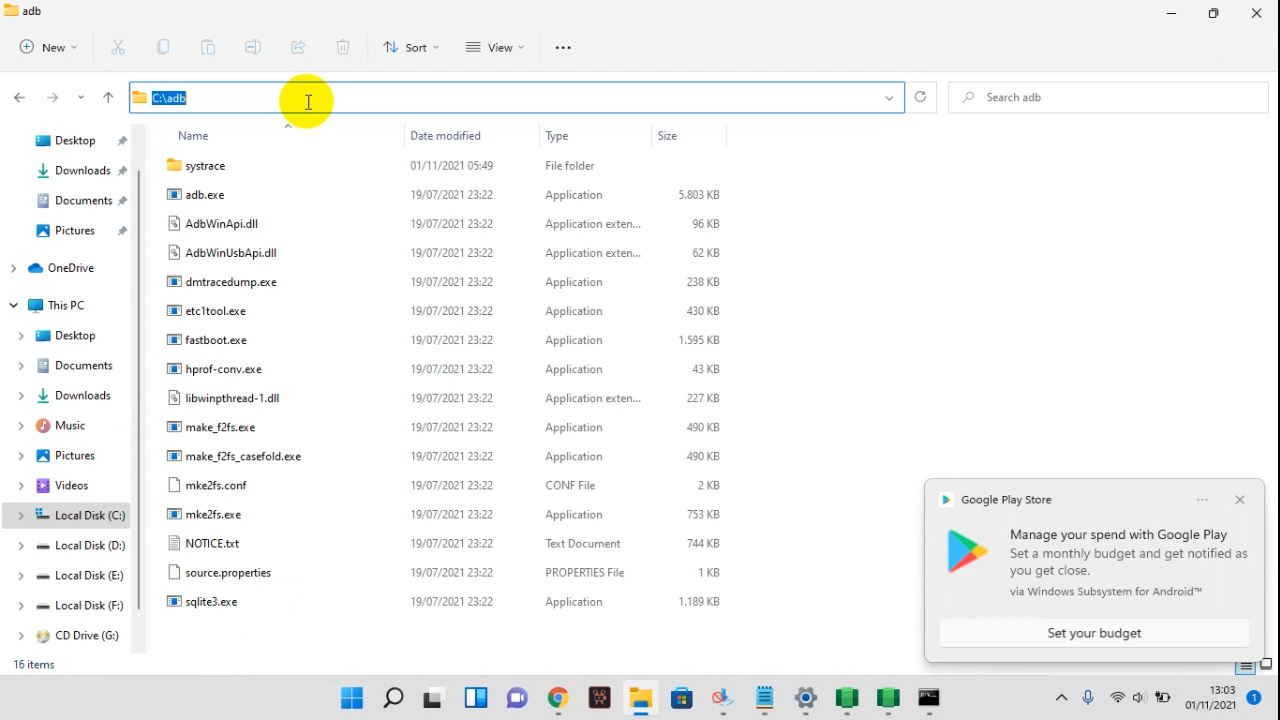 adb
New
Sort
View
C:\adb
Search adb
Name
Date modified
Type
Size
Desktop
Downloads
Documents
Pictures
OneDrive
This PC
Desktop
Documents
Downloads
Music
Pictures
Videos
Local Disk (C:)
Local Disk (D:)
Local Disk (E:)
Local Disk (F:)
CD Drive (G:)
systrace 01/11/2021 05:49 File folder
adb.exe 19/07/2021 23:22 Application 5.803 KB
AdbWinApi.dll 19/07/2021 23:22 Application exten... 96 KB
AdbWinUsbApi.dll 19/07/2021 23:22 Application exten... 62 KB
dmtracedump.exe 19/07/2021 23:22 Application 238 KB
etc1tool.exe 19/07/2021 23:22 Application 430 KB
fastboot.exe 19/07/2021 23:22 Application 1.595 KB
hprof-conv.exe 19/07/2021 23:22 Application 43 KB
libwinpthread-1.dll 19/07/2021 23:22 Application exten... 227 KB
make_f2fs.exe 19/07/2021 23:22 Application 490 KB
make_f2fs_casefold.exe 19/07/2021 23:22 Application 490 KB
mke2fs.conf 19/07/2021 23:22 CONF File 2 KB
mke2fs.exe 19/07/2021 23:22 Application 753 KB
NOTICE.txt 19/07/2021 23:22 Text Document 744 KB
source.properties 19/07/2021 23:22 PROPERTIES File 1 KB
sqlite3.exe 19/07/2021 23:22 Application 1.189 KB
Google Play Store
Manage your spend with Google Play
Set a monthly budget and get notified as
you get close.
via Windows Subsystem for Android™
Set your budget
16 items
13:03
01/11/2021
1